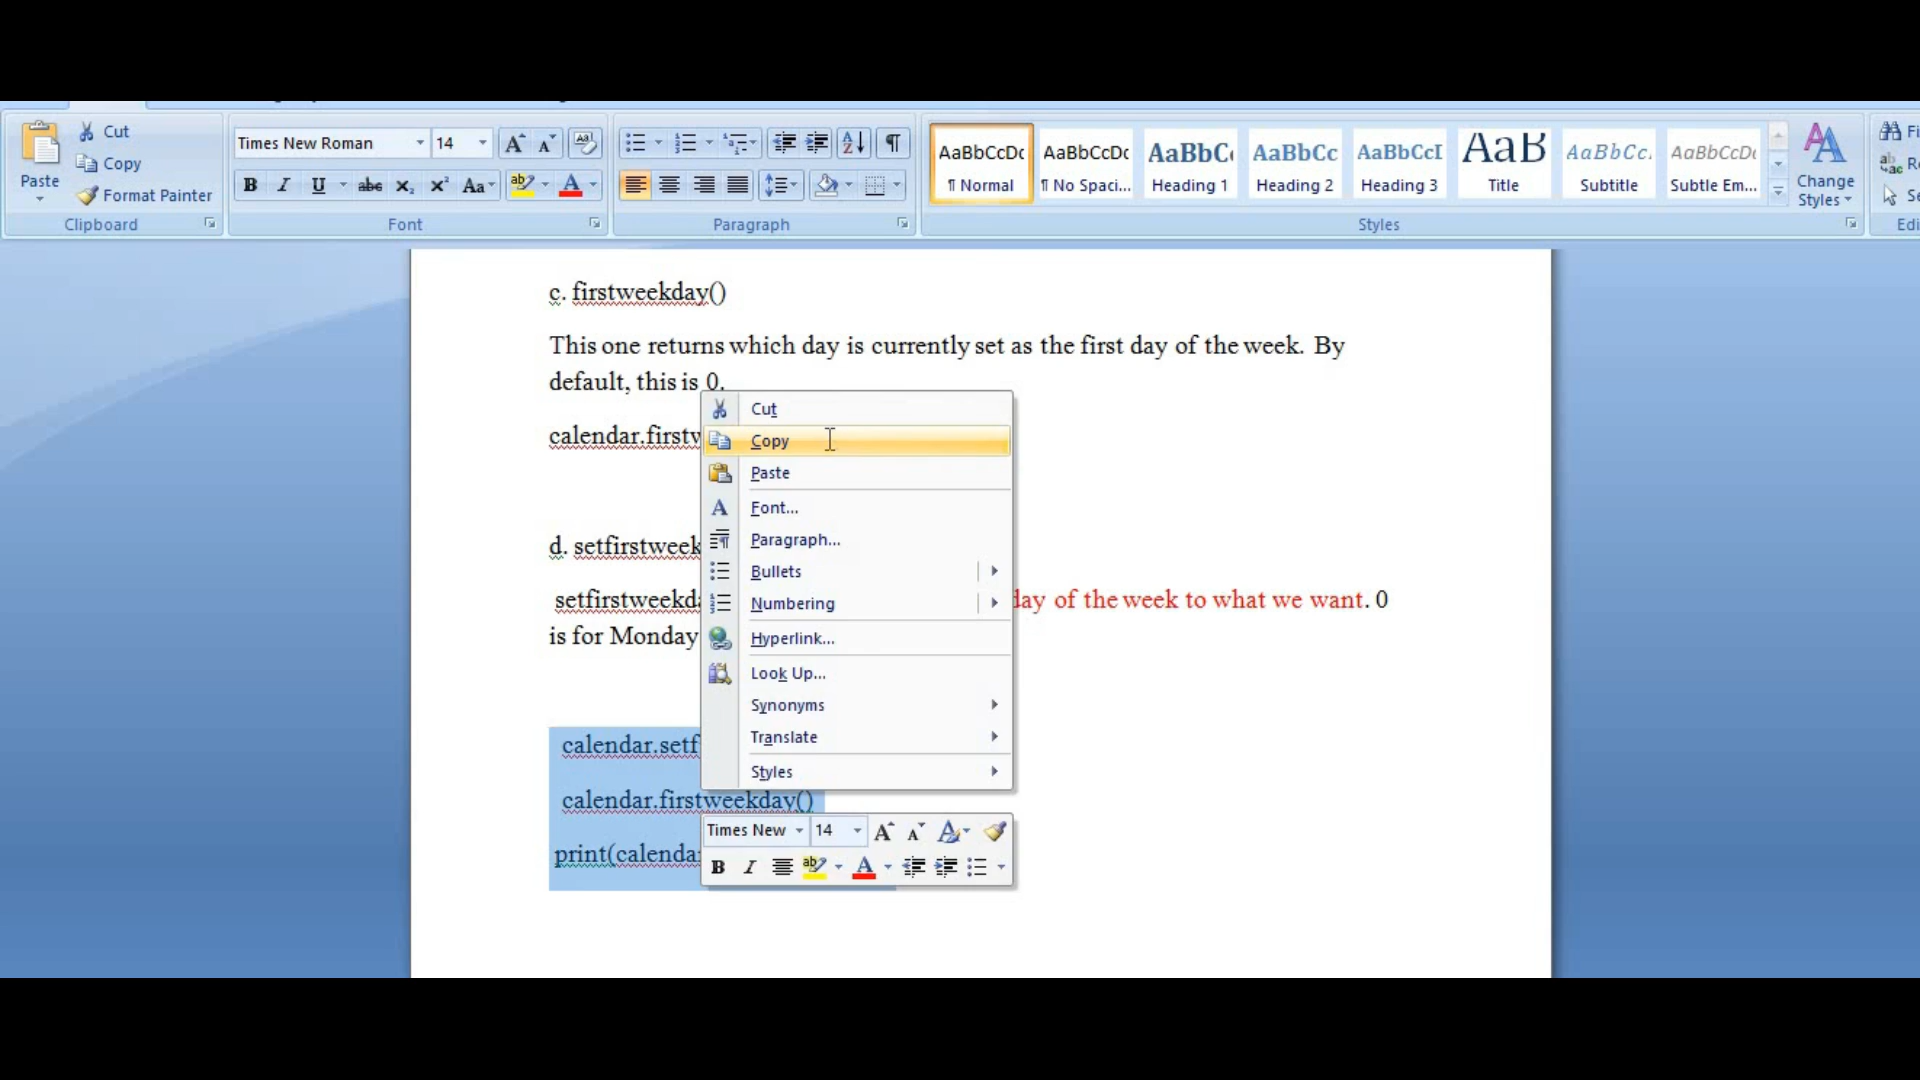 Cut
Copy
Format Painter
Paste
Clipboard
Times New Roman 14
Font
Paragraph
AaBbCcDc AaBbCcDc AaBbC AaBbCc AaBbCcI AaB AaBbCc. AaBbCcDc
¶ Normal ¶ No Spaci... Heading 1 Heading 2 Heading 3 Title Subtitle Subtle Em...
Styles
Change
Styles
c. firstweekday()
This one returns which day is currently set as the first day of the week. By
default, this is 0.
calendar.firstw
d. setfirstweek
setfirstweekda day of the week to what we want. 0
is for Monday
calendar.setf
calendar.firstweekday()
print(calendar
Cut
Copy
Paste
Font...
Paragraph...
Bullets
Numbering
Hyperlink...
Look Up...
Synonyms
Translate
Styles
Times New 14